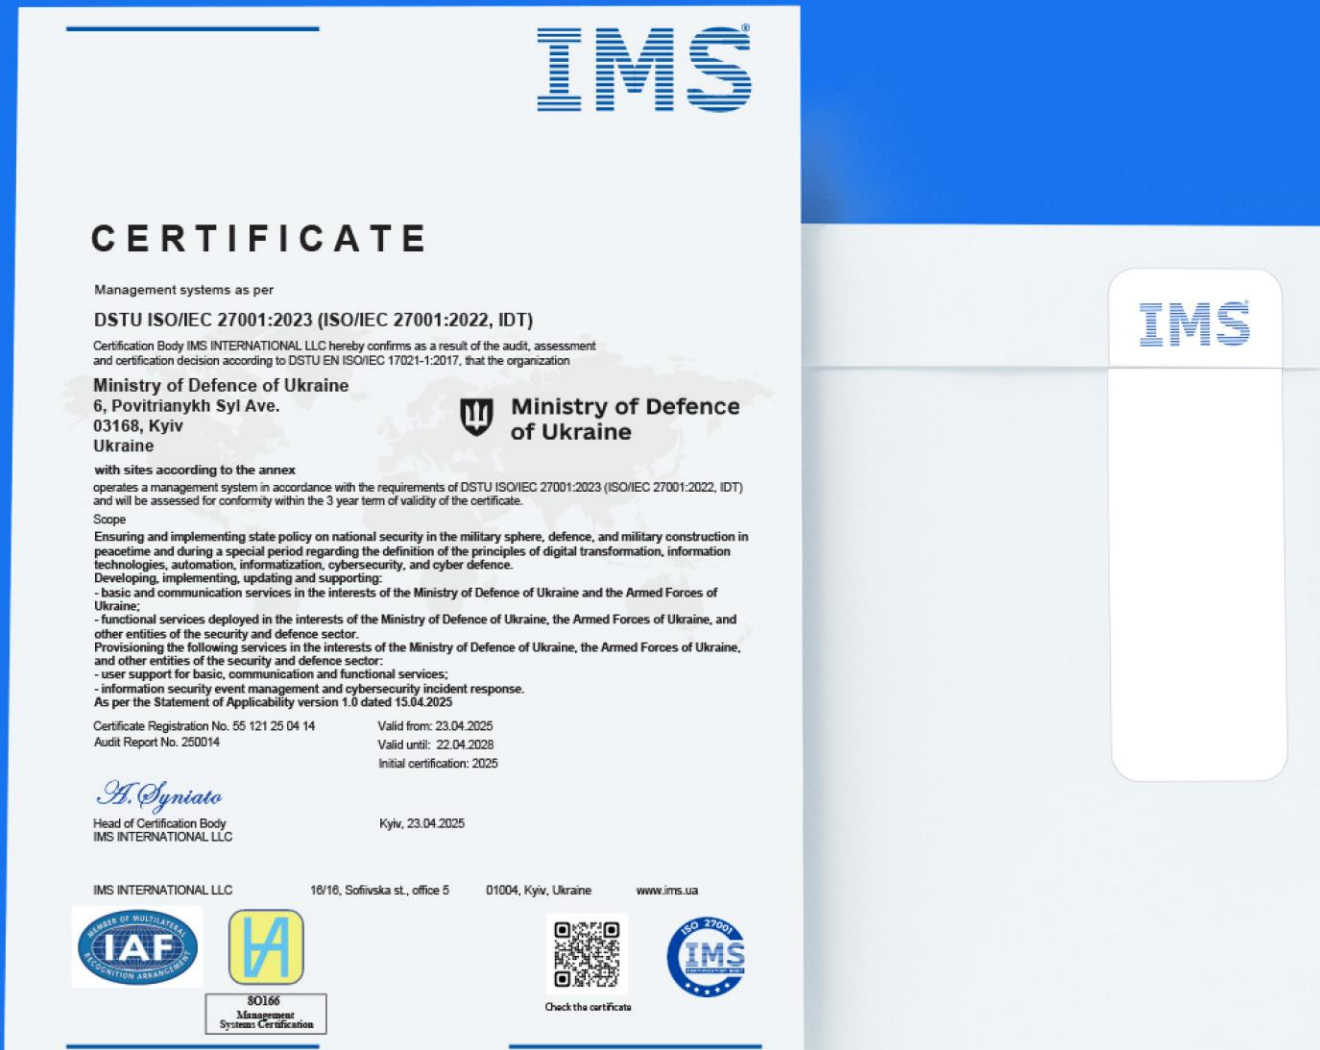 IMS®
CERTIFICATE
Management systems as per
DSTU ISO/IEC 27001:2023 (ISO/IEC 27001:2022, IDT)
Certification Body IMS INTERNATIONAL LLC hereby confirms as a result of the audit, assessment
and certification decision according to DSTU EN ISO/IEC 17021-1:2017, that the organization
Ministry of Defence of Ukraine
6, Povitrianykh Syl Ave.
03168, Kyiv
Ukraine
Ministry of Defence
of Ukraine
with sites according to the annex
operates a management system in accordance with the requirements of DSTU ISO/IEC 27001:2023 (ISO/IEC 27001:2022, IDT)
and will be assessed for conformity within the 3 year term of validity of the certificate.
Scope
Ensuring and implementing state policy on national security in the military sphere, defence, and military construction in
peacetime and during a special period regarding the definition of the principles of digital transformation, information
technologies, automation, informatization, cybersecurity, and cyber defence.
Developing, implementing, updating and supporting:
- basic and communication services in the interests of the Ministry of Defence of Ukraine and the Armed Forces of
Ukraine;
- functional services deployed in the interests of the Ministry of Defence of Ukraine, the Armed Forces of Ukraine, and
other entities of the security and defence sector.
Provisioning the following services in the interests of the Ministry of Defence of Ukraine, the Armed Forces of Ukraine,
and other entities of the security and defence sector:
- user support for basic, communication and functional services;
- information security event management and cybersecurity incident response.
As per the Statement of Applicability version 1.0 dated 15.04.2025
Certificate Registration No. 55 121 25 04 14
Audit Report No. 250014
Valid from: 23.04.2025
Valid until: 22.04.2028
Initial certification: 2025
A. Syniato
Head of Certification Body
IMS INTERNATIONAL LLC
Kyiv, 23.04.2025
IMS INTERNATIONAL LLC 16/16, Sofiivska st., office 5 01004, Kyiv, Ukraine www.ims.ua
MEMBER OF MULTILATERAL
IAF
RECOGNITION ARRANGEMENT
80166
Management
Systems Certification
Check the certificate
ISO 27001
IMS
CERTIFICATION BODY
IMS